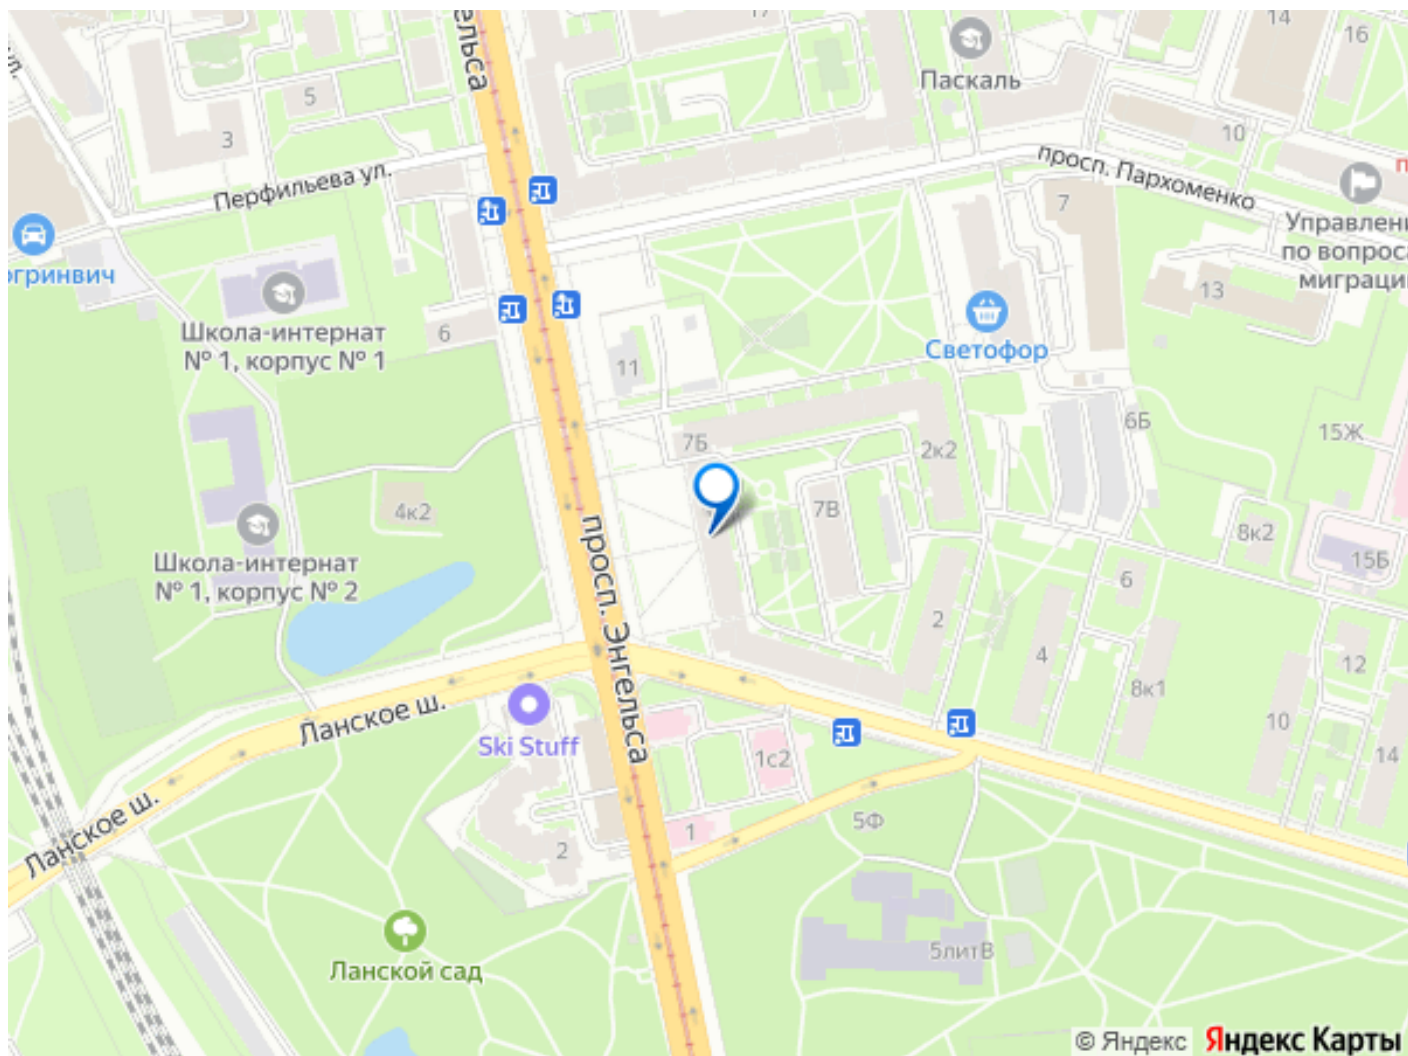 17
14
16
ельса
Паскаль
5
3
10
просп. Пархоменко
Перфильева ул.
7
Управлени
по вопроса
миграци
огринвич
13
Школа-интернат
№ 1, корпус № 1
6
Светофор
11
7Б
2к2
6Б
15Ж
4к2
7В
8к2
15Б
Школа-интернат
№ 1, корпус № 2
просп. Энгельса
6
2
4
12
8к1
10
14
Ланское ш.
Ski Stuff
1с2
Ланское ш.
5Ф
1
2
5литВ
Ланской сад
© Яндекс Яндекс Карты